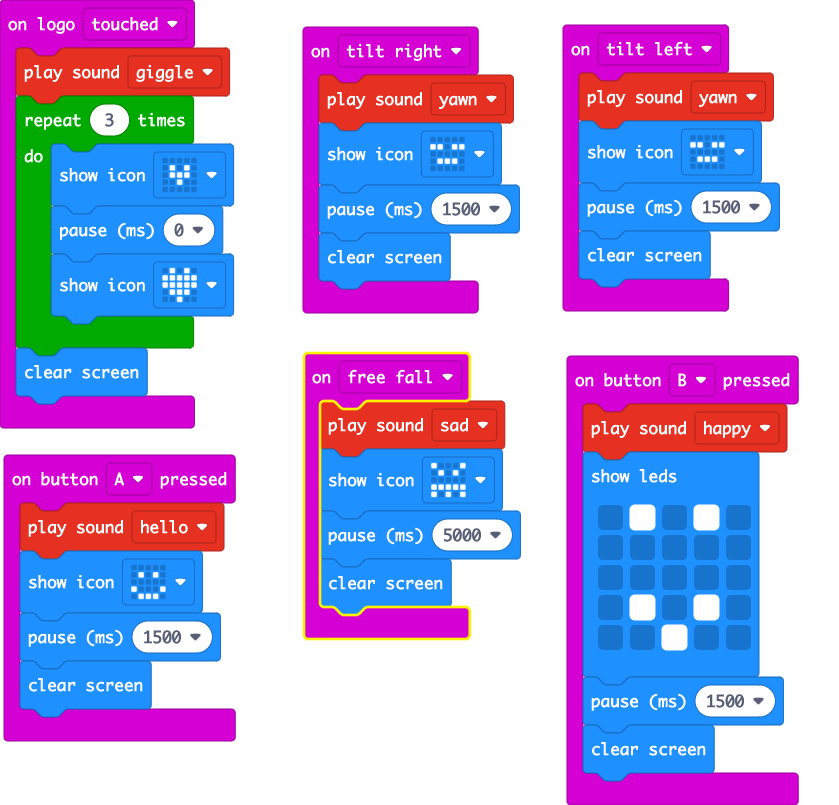 on logo touched
play sound giggle
repeat 3 times
do
show icon
pause (ms) 0
show icon
clear screen
on button A pressed
play sound hello
show icon
pause (ms) 1500
clear screen
on tilt right
play sound yawn
show icon
pause (ms) 1500
clear screen
on free fall
play sound sad
show icon
pause (ms) 5000
clear screen
on tilt left
play sound yawn
show icon
pause (ms) 1500
clear screen
on button B pressed
play sound happy
show leds
pause (ms) 1500
clear screen